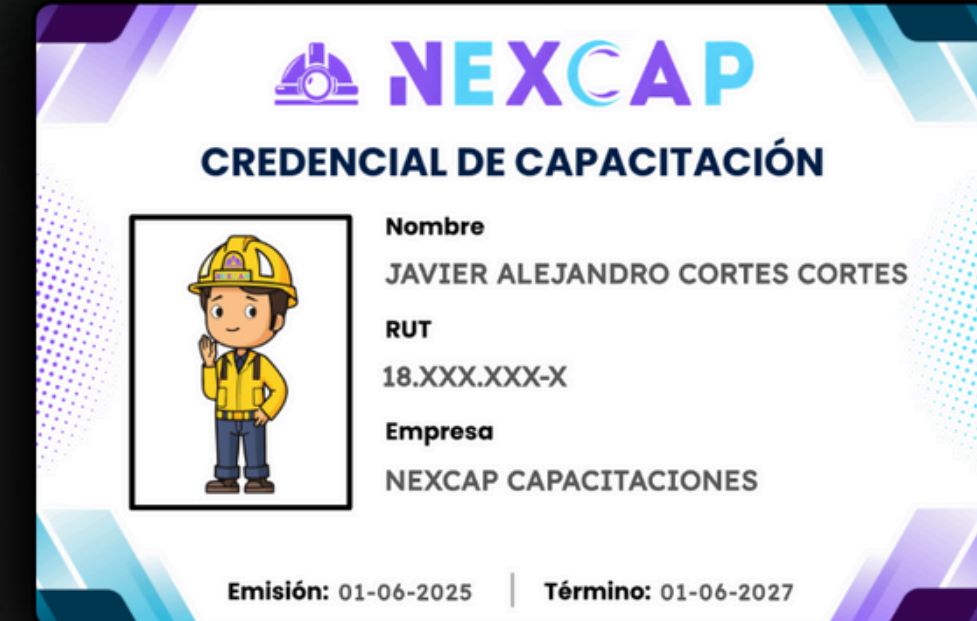 NEXCAP
CREDENCIAL DE CAPACITACIÓN
Nombre
JAVIER ALEJANDRO CORTES CORTES
RUT
18.XXX.XXX-X
Empresa
NEXCAP CAPACITACIONES
Emisión: 01-06-2025 | Término: 01-06-2027